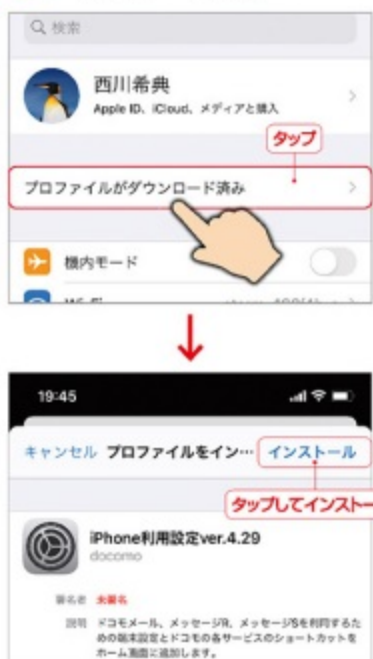 検索
西川希典
Apple ID、iCloud、メディアと購入
タップ
プロファイルがダウンロード済み
機内モード
19:45
キャンセル プロファイルをイン… インストール
タップしてインストー
iPhone利用設定ver.4.29
docomo
署名者 未署名
説明 ドコモメール、メッセージR、メッセージSを利用するた
めの端末設定とドコモの各サービスのショートカットを
ホーム画面に追加します。